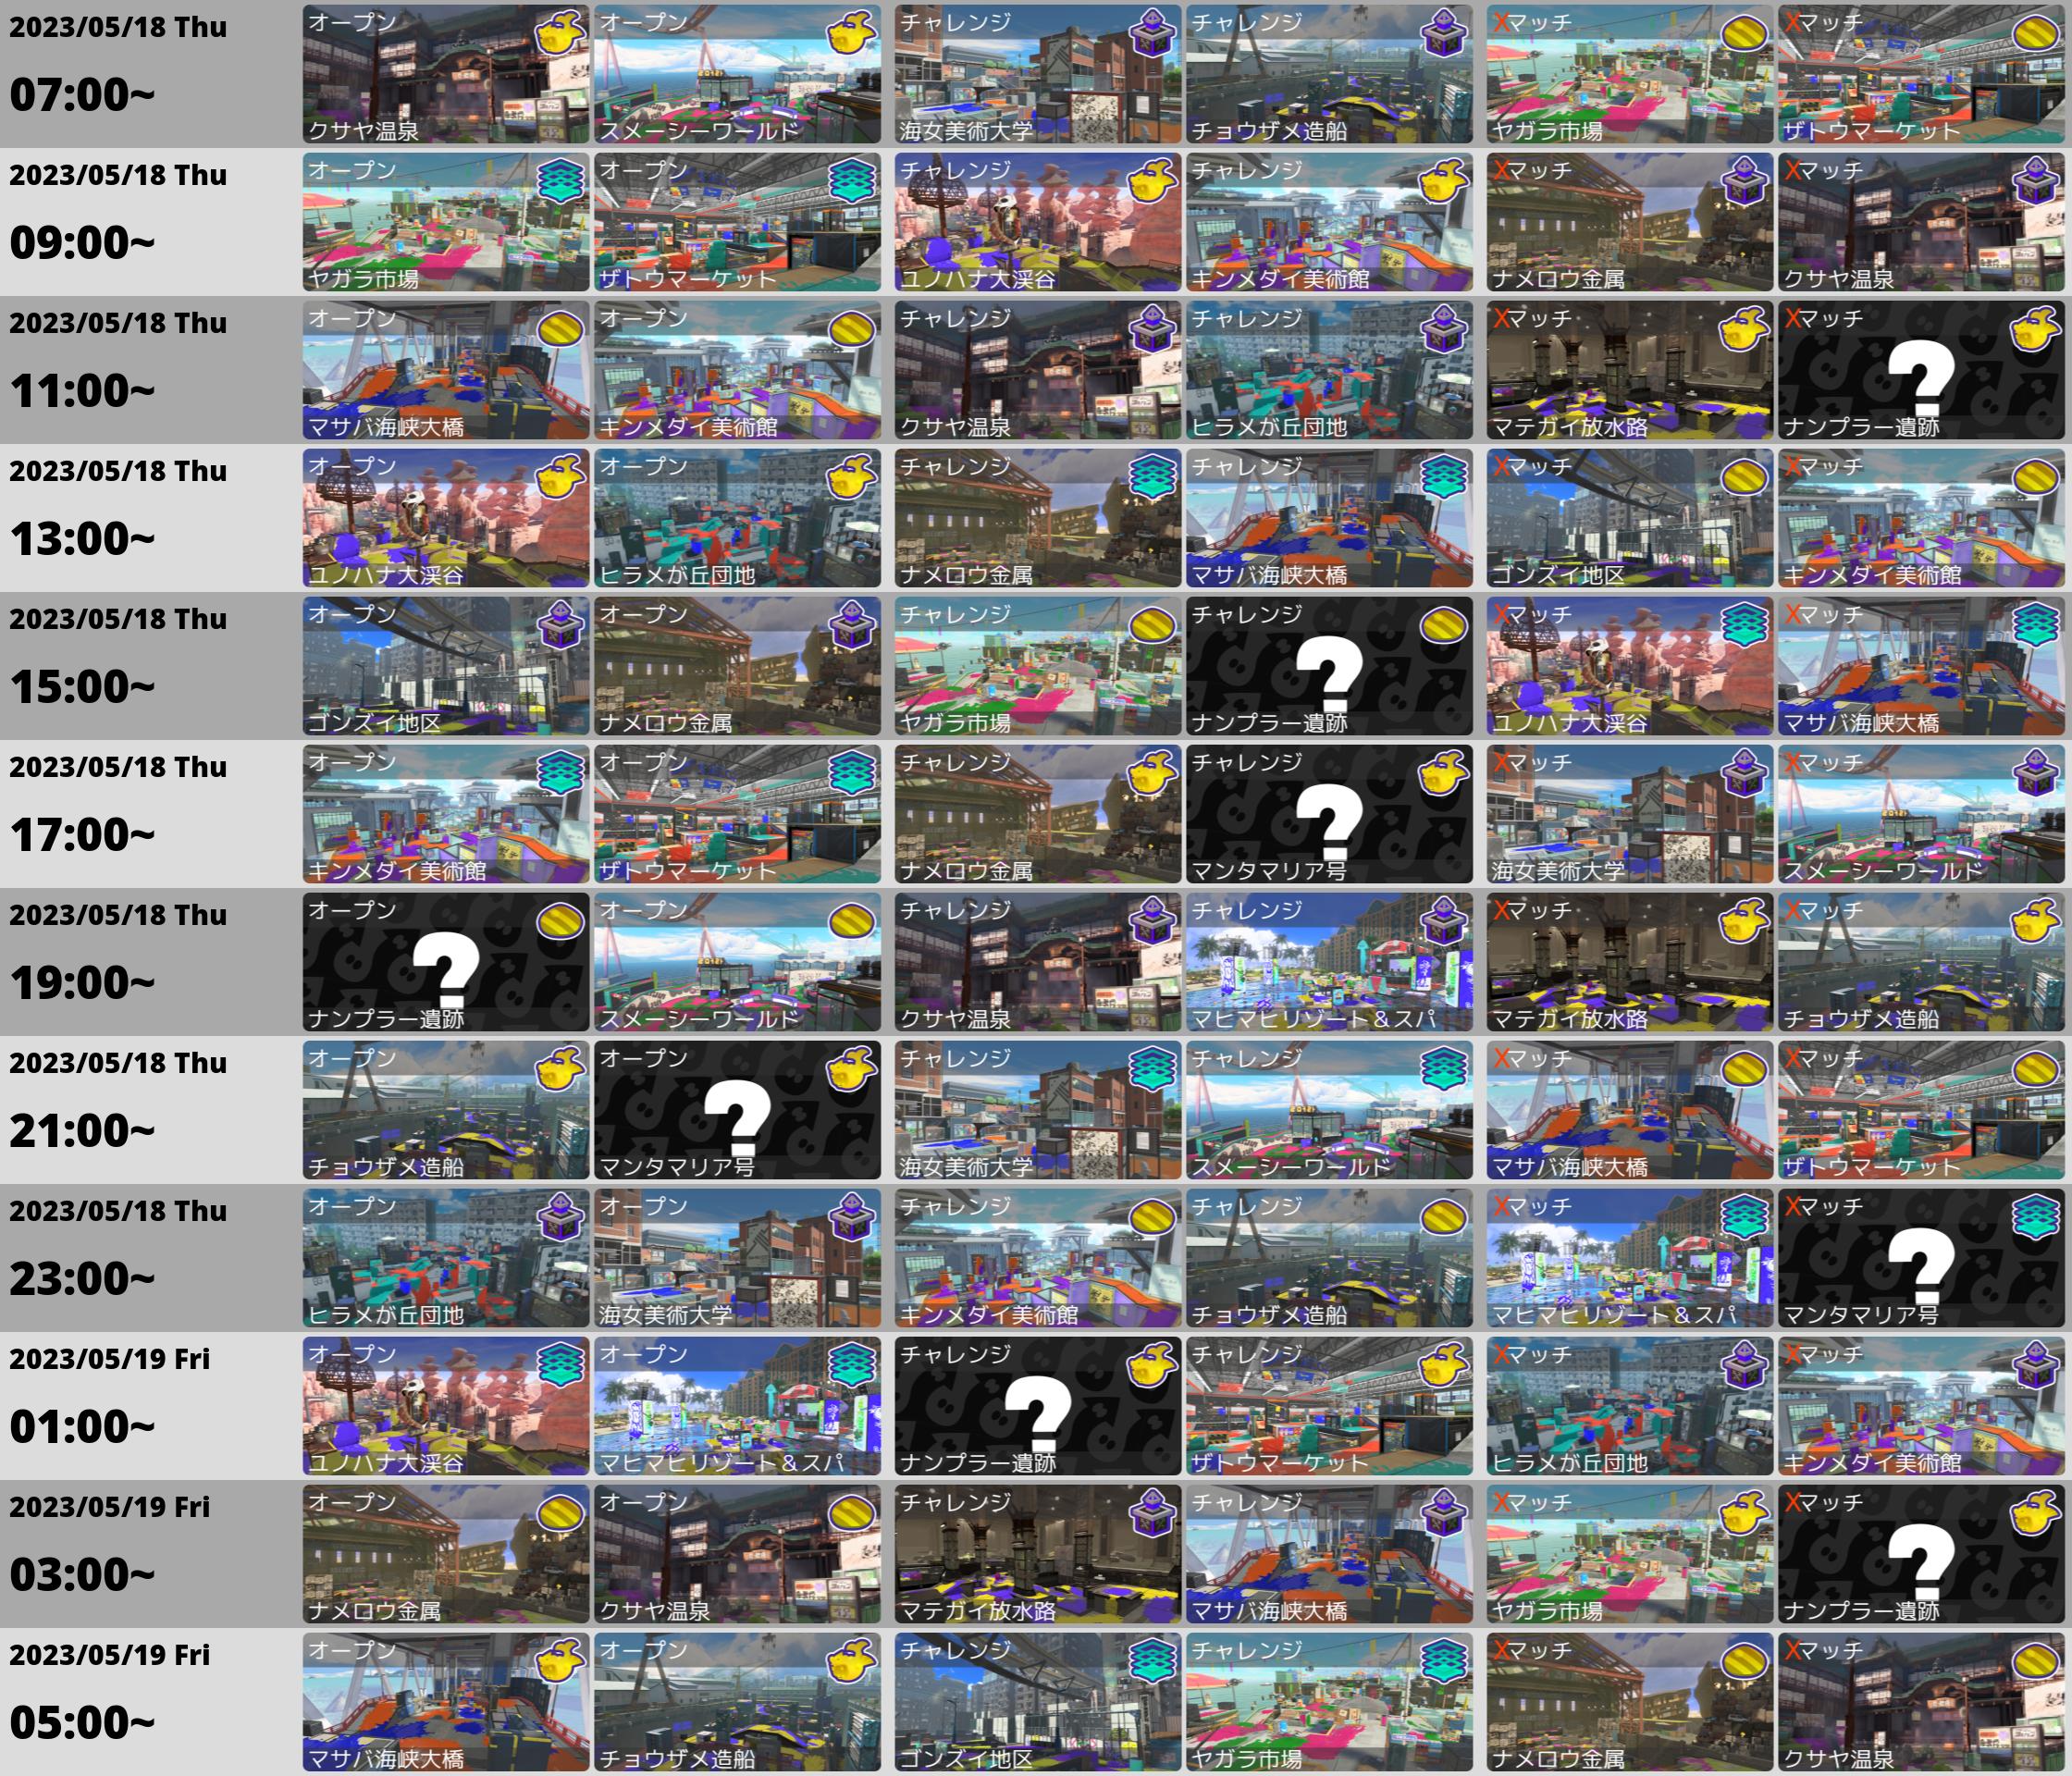 2023/05/18 Thu
07:00~
オープン オープン チャレンジ チャレンジ Xマッチ Xマッチ
クサヤ温泉 スメーシーワールド 海女美術大学 チョウザメ造船 ヤガラ市場 ザトウマーケット
2023/05/18 Thu
09:00~
オープン オープン チャレンジ チャレンジ Xマッチ Xマッチ
ヤガラ市場 ザトウマーケット ユノハナ大渓谷 キンメダイ美術館 ナメロウ金属 クサヤ温泉
2023/05/18 Thu
11:00~
オープン オープン チャレンジ チャレンジ Xマッチ Xマッチ
?
マサバ海峡大橋 キンメダイ美術館 クサヤ温泉 ヒラメが丘団地 マテガイ放水路 ナンプラー遺跡
2023/05/18 Thu
13:00~
オープン オープン チャレンジ チャレンジ Xマッチ Xマッチ
ユノハナ大渓谷 ヒラメが丘団地 ナメロウ金属 マサバ海峡大橋 ゴンズイ地区 キンメダイ美術館
2023/05/18 Thu
15:00~
オープン オープン チャレンジ チャレンジ Xマッチ Xマッチ
?
ゴンズイ地区 ナメロウ金属 ヤガラ市場 ナンプラー遺跡 ユノハナ大渓谷 マサバ海峡大橋
2023/05/18 Thu
17:00~
オープン オープン チャレンジ チャレンジ Xマッチ Xマッチ
?
キンメダイ美術館 ザトウマーケット ナメロウ金属 マンタマリア号 海女美術大学 スメーシーワールド
2023/05/18 Thu
19:00~
オープン オープン チャレンジ チャレンジ Xマッチ Xマッチ
?
ナンプラー遺跡 スメーシーワールド クサヤ温泉 マヒマヒリゾート＆スパ マテガイ放水路 チョウザメ造船
2023/05/18 Thu
21:00~
オープン オープン チャレンジ チャレンジ Xマッチ Xマッチ
?
チョウザメ造船 マンタマリア号 海女美術大学 スメーシーワールド マサバ海峡大橋 ザトウマーケット
2023/05/18 Thu
23:00~
オープン オープン チャレンジ チャレンジ Xマッチ Xマッチ
?
ヒラメが丘団地 海女美術大学 キンメダイ美術館 チョウザメ造船 マヒマヒリゾート＆スパ マンタマリア号
2023/05/19 Fri
01:00~
オープン オープン チャレンジ チャレンジ Xマッチ Xマッチ
?
ユノハナ大渓谷 マヒマヒリゾート＆スパ ナンプラー遺跡 ザトウマーケット ヒラメが丘団地 キンメダイ美術館
2023/05/19 Fri
03:00~
オープン オープン チャレンジ チャレンジ Xマッチ Xマッチ
?
ナメロウ金属 クサヤ温泉 マテガイ放水路 マサバ海峡大橋 ヤガラ市場 ナンプラー遺跡
2023/05/19 Fri
05:00~
オープン オープン チャレンジ チャレンジ Xマッチ Xマッチ
マサバ海峡大橋 チョウザメ造船 ゴンズイ地区 ヤガラ市場 ナメロウ金属 クサヤ温泉